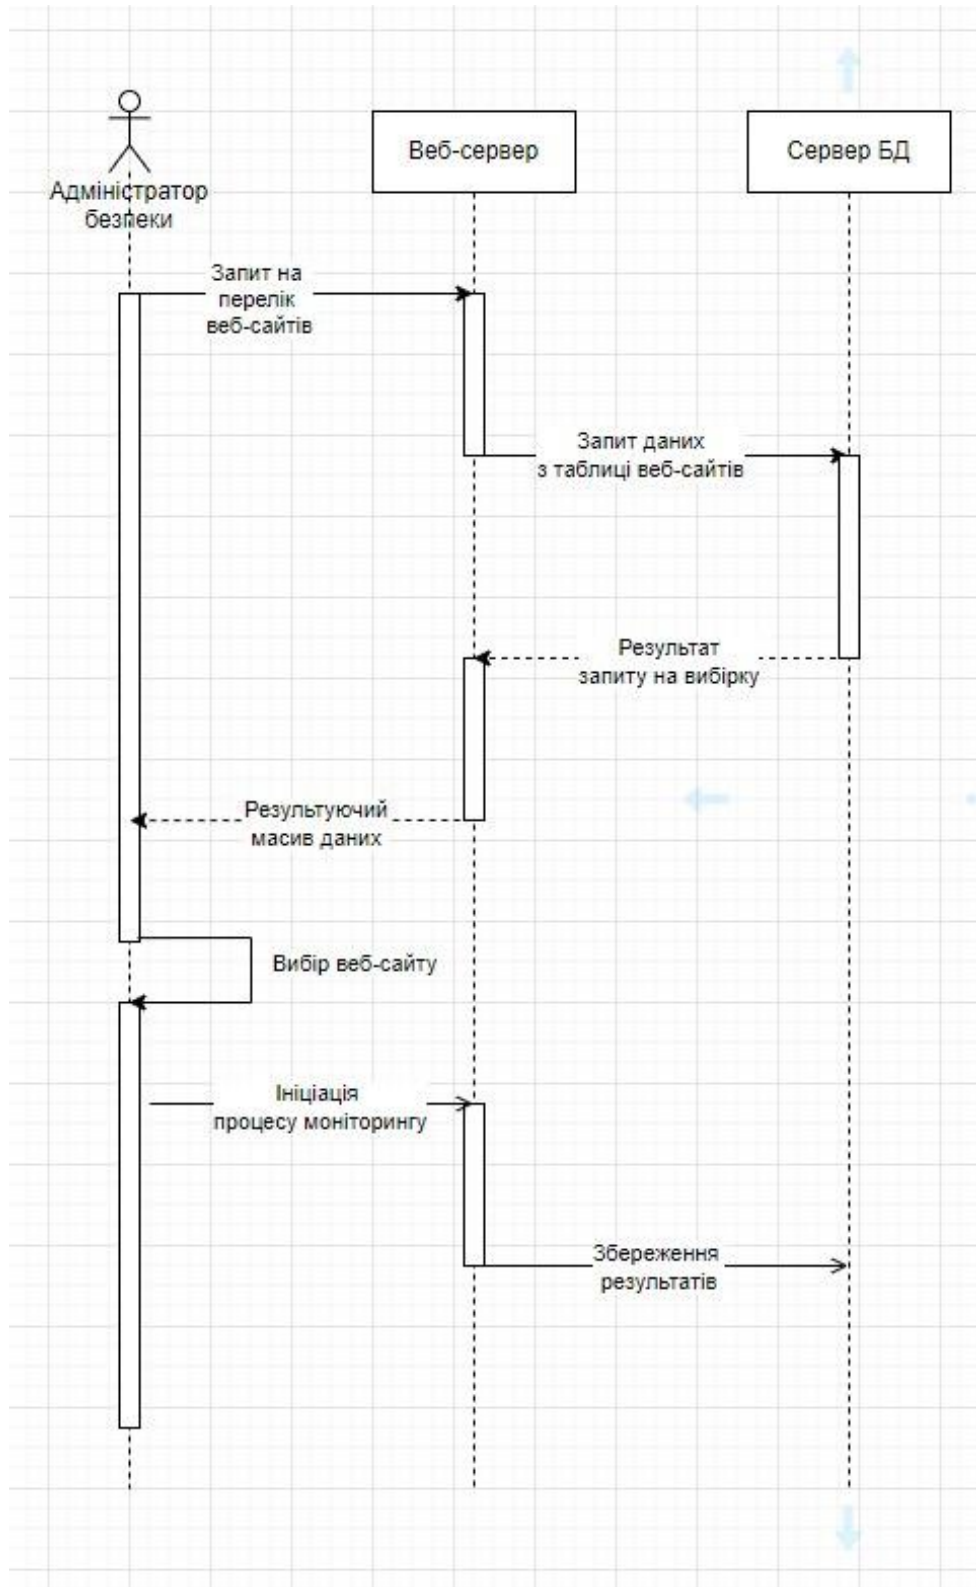 Адміністратор
безпеки
Веб-сервер
Сервер БД
Запит на
перелік
веб-сайтів
Запит даних
з таблиці веб-сайтів
Результат
запиту на вибірку
Результуючий
масив даних
Вибір веб-сайту
Ініціація
процесу моніторингу
Збереження
результатів